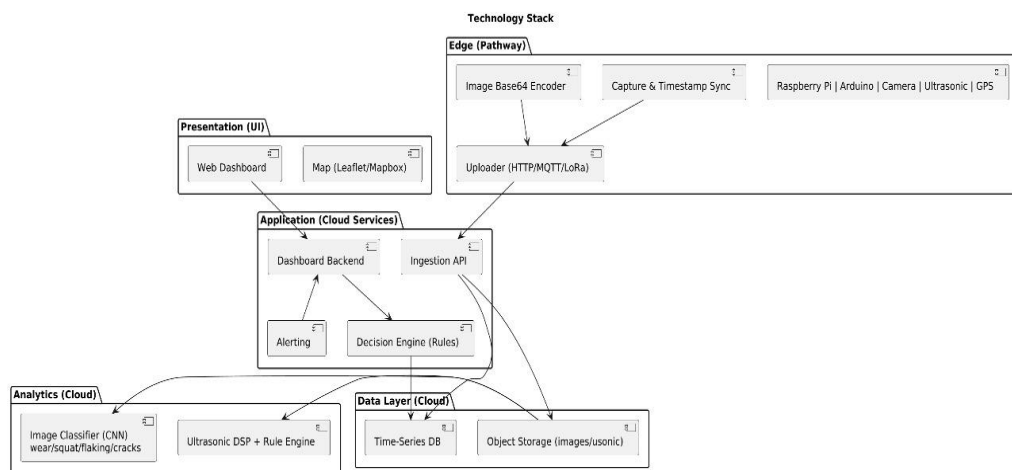 Technology Stack
Edge (Pathway)
Image Base64 Encoder
Capture & Timestamp Sync
Raspberry Pi | Arduino | Camera | Ultrasonic | GPS
Presentation (UI)
Web Dashboard
Map (Leaflet/Mapbox)
Uploader (HTTP/MQTT/LoRa)
Application (Cloud Services)
Dashboard Backend
Ingestion API
Alerting
Decision Engine (Rules)
Analytics (Cloud)
Image Classifier (CNN)
wear/squat/flaking/cracks
Ultrasonic DSP + Rule Engine
Data Layer (Cloud)
Time-Series DB
Object Storage (images/usonic)